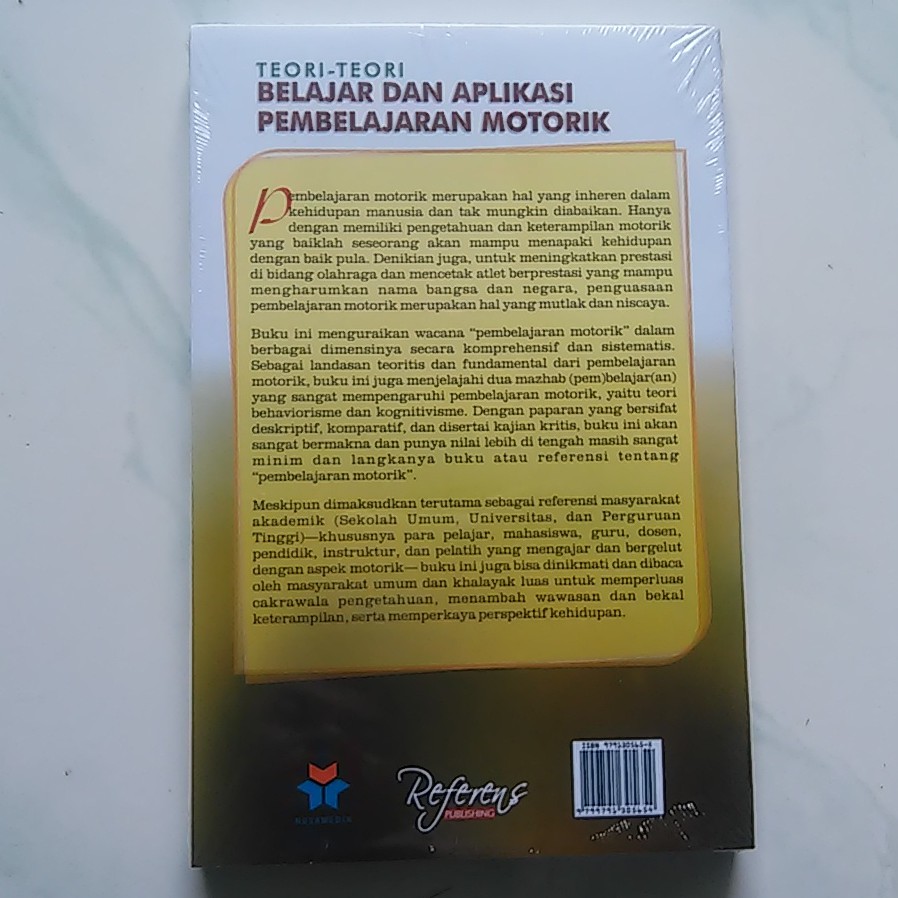 TEORI-TEORI
BELAJAR DAN APLIKASI
PEMBELAJARAN MOTORIK
Pembelajaran motorik merupakan hal yang inheren dalam
kehidupan manusia dan tak mungkin diabaikan. Hanya
dengan memiliki pengetahuan dan keterampilan motorik
yang baiklah seseorang akan mampu menapaki kehidupan
dengan baik pula. Denikian juga, untuk meningkatkan prestasi
di bidang olahraga dan mencetak atlet berprestasi yang mampu
mengharumkan nama bangsa dan negara, penguasaan
pembelajaran motorik merupakan hal yang mutlak dan niscaya.
Buku ini menguraikan wacana “pembelajaran motorik” dalam
berbagai dimensinya secara komprehensif dan sistematis.
Sebagai landasan teoritis dan fundamental dari pembelajaran
motorik, buku ini juga menjelajahi dua mazhab (pem)belajar(an)
yang sangat mempengaruhi pembelajaran motorik, yaitu teori
behaviorisme dan kognitivisme. Dengan paparan yang bersifat
deskriptif, komparatif, dan disertai kajian kritis, buku ini akan
sangat bermakna dan punya nilai lebih di tengah masih sangat
minim dan langkanya buku atau referensi tentang
“pembelajaran motorik”.
Meskipun dimaksudkan terutama sebagai referensi masyarakat
akademik (Sekolah Umum, Universitas, dan Perguruan
Tinggi)—khususnya para pelajar, mahasiswa, guru, dosen,
pendidik, instruktur, dan pelatih yang mengajar dan bergelut
dengan aspek motorik— buku ini juga bisa dinikmati dan dibaca
oleh masyarakat umum dan khalayak luas untuk memperluas
cakrawala pengetahuan, menambah wawasan dan bekal
keterampilan, serta memperkaya perspektif kehidupan.
NUSAMEDIA
Referens
PUBLISHING
ISBN